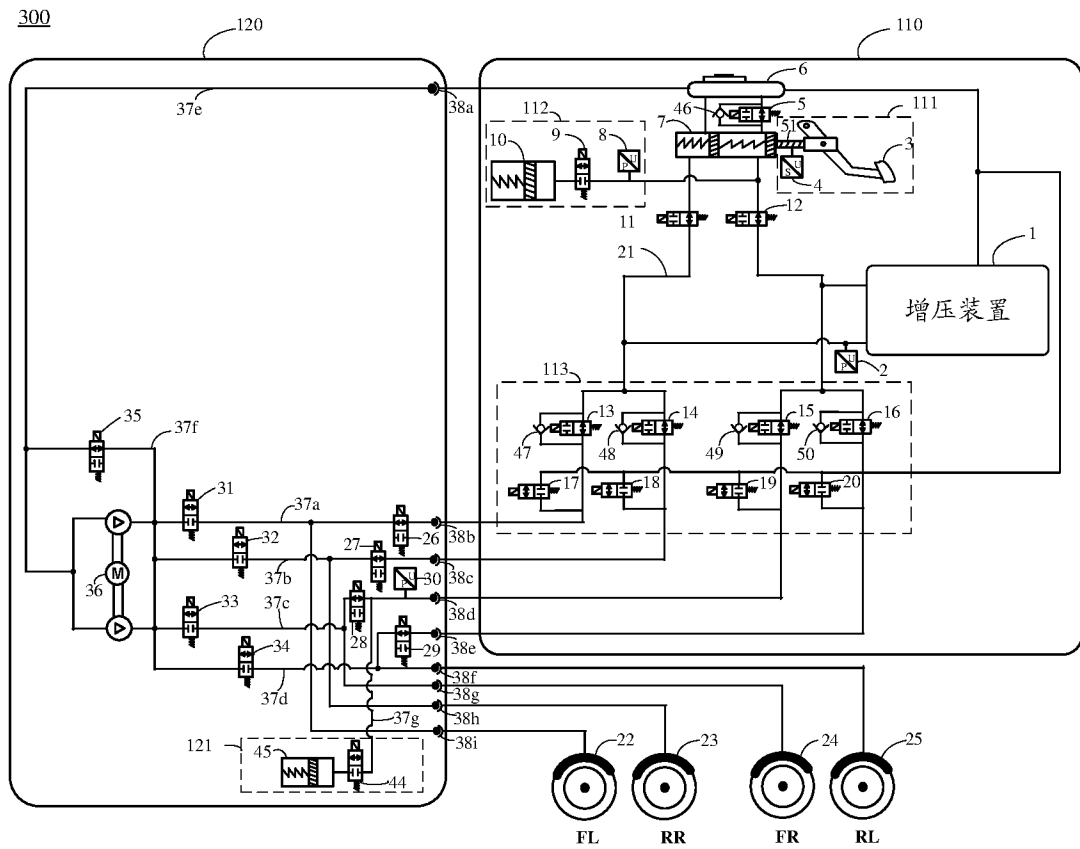 300
120
110
6
37e
38a
46
5
111
112
7
51
10
9
8
P U
3
S U
4
11
12
21
1
增压装置
113
P U
2
35
37f
13
14
15
16
47
48
49
50
31
37a
17
18
19
20
32
27
26
38b
36
M
37b
P U
30
38c
33
37c
38d
28
34
29
38e
38f
37d
38g
37g
38h
121
38i
45
22
23
24
25
44
FL
RR
FR
RL